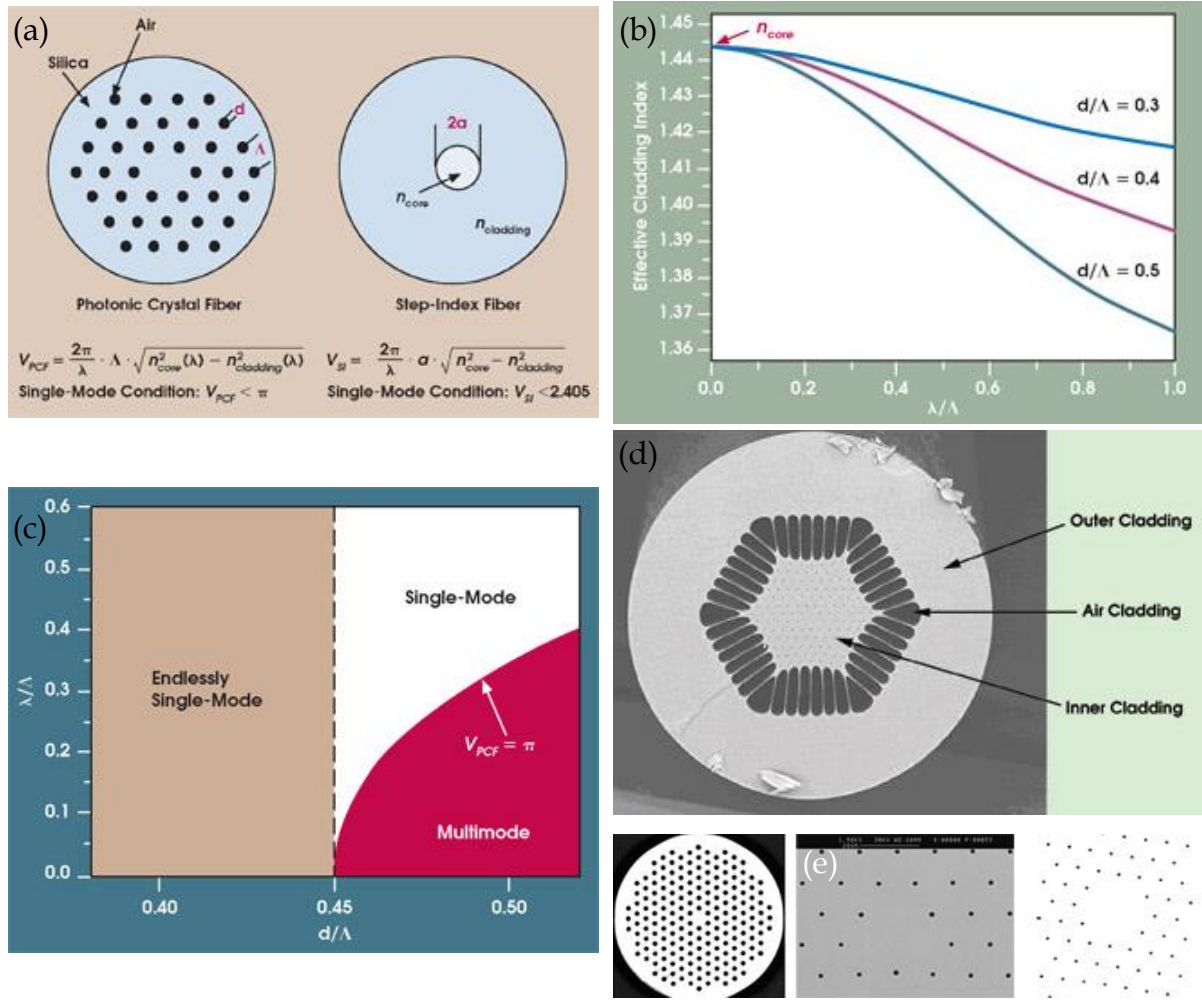 (a)
Air
Silica
d
Λ
2a
n_core
n_cladding
Photonic Crystal Fiber
Step-Index Fiber
V_PCF = 2π/λ · Λ · √(n²_core(λ) − n²_cladding(λ))
V_SI = 2π/λ · a · √(n²_core − n²_cladding)
Single-Mode Condition: V_PCF < π
Single-Mode Condition: V_SI < 2.405
(b)
n_core
Effective Cladding Index
1.45
1.44
1.43
1.42
1.41
1.40
1.39
1.38
1.37
1.36
d/Λ = 0.3
d/Λ = 0.4
d/Λ = 0.5
0.0 0.2 0.4 0.6 0.8 1.0
λ/Λ
(c)
0.6
0.5
0.4
0.3
0.2
0.1
0.0
λ/Λ
Single-Mode
Endlessly
Single-Mode
V_PCF = π
Multimode
0.40 0.45 0.50
d/Λ
(d)
Outer Cladding
Air Cladding
Inner Cladding
(e)